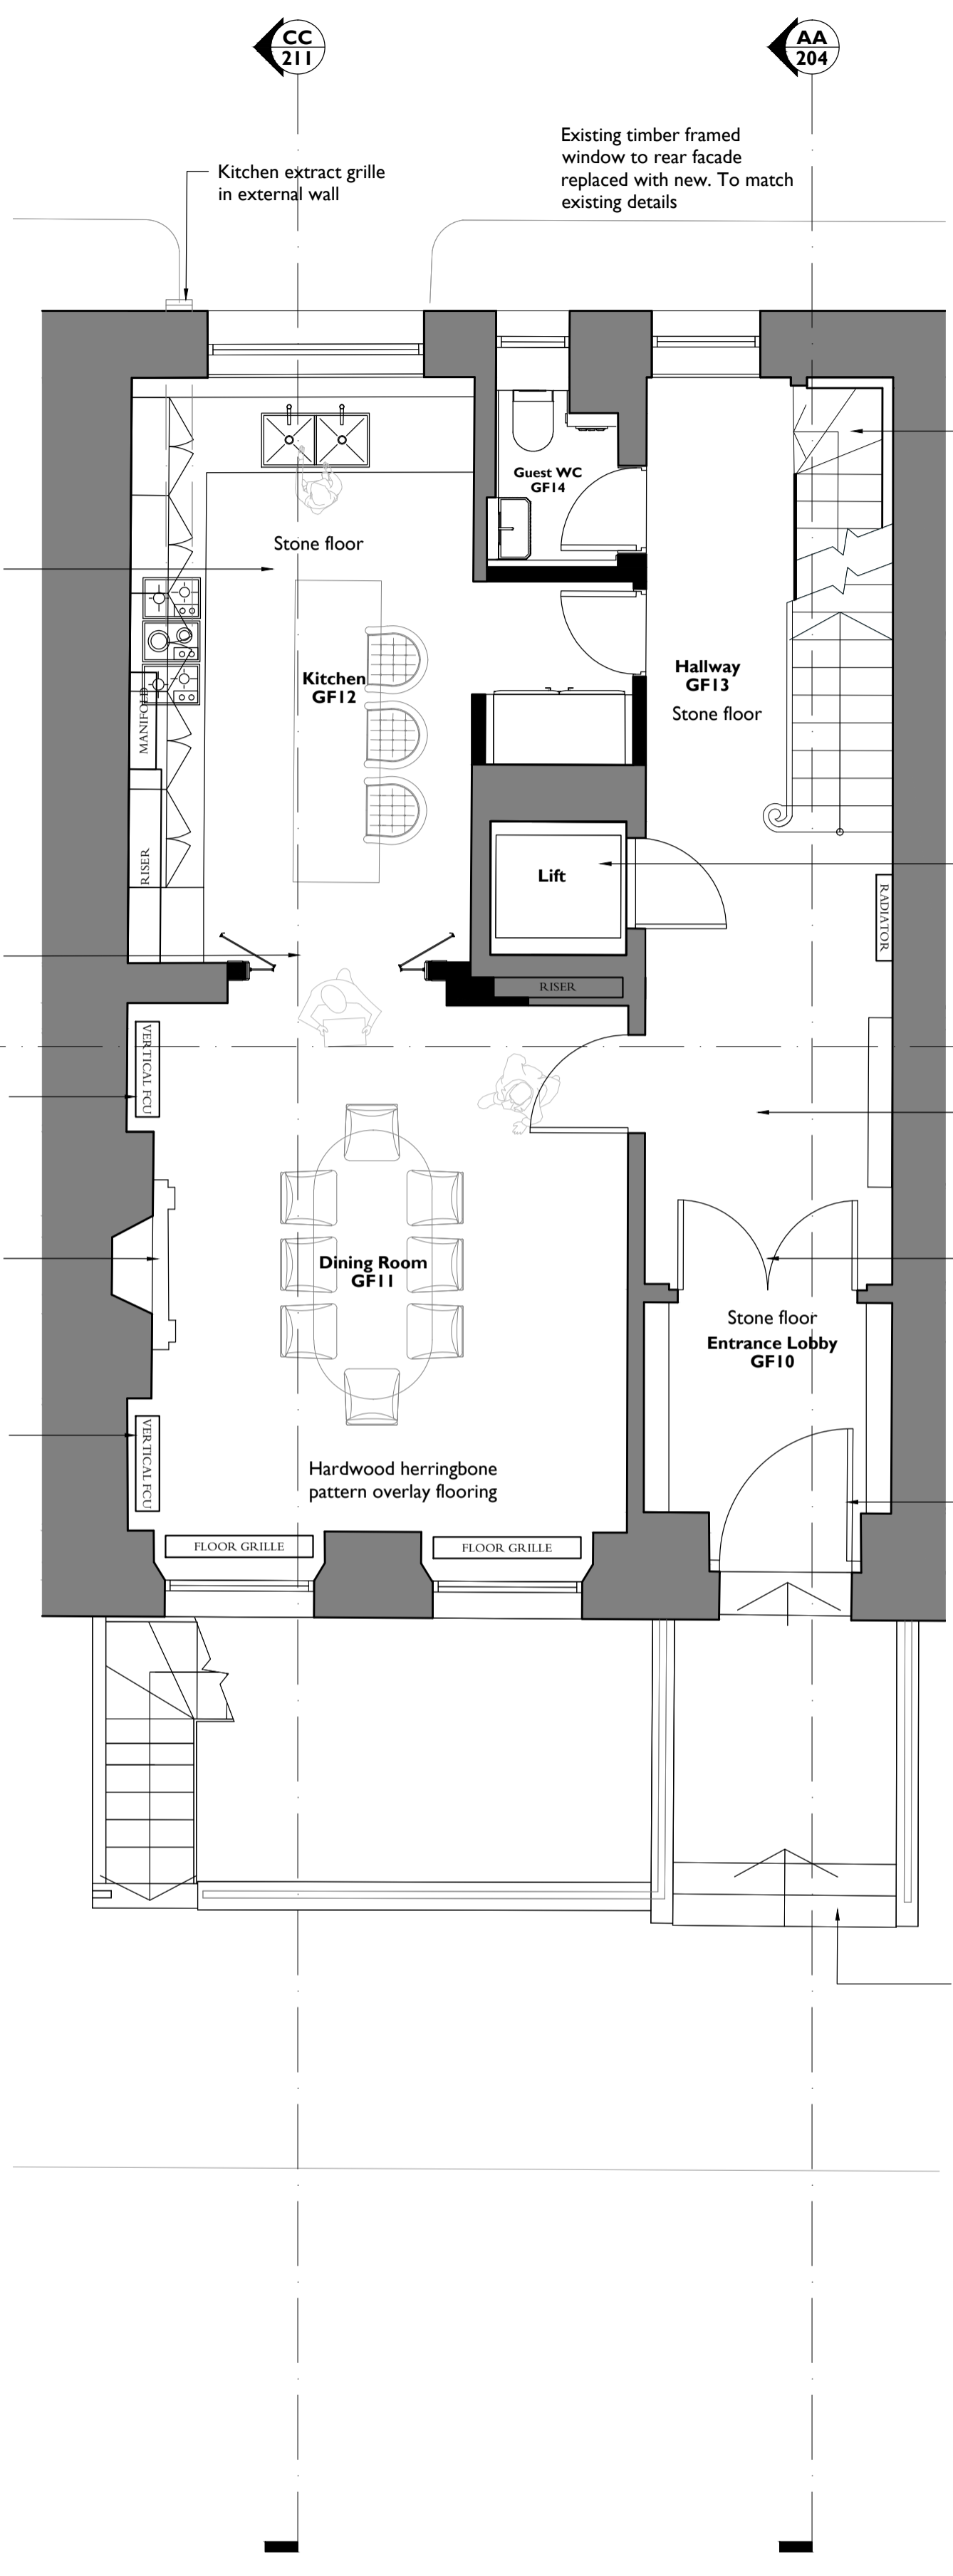 CC
211
AA
204
Existing timber framed
window to rear facade
replaced with new. To match
existing details
Kitchen extract grille
in external wall
Guest WC
GF14
Stone floor
Kitchen
GF12
Hallway
GF13
Stone floor
MANIFOLD
RISER
Lift
RADIATOR
RISER
VERTICAL FCU
Dining Room
GF11
Stone floor
Entrance Lobby
GF10
VERTICAL FCU
Hardwood herringbone
pattern overlay flooring
FLOOR GRILLE
FLOOR GRILLE